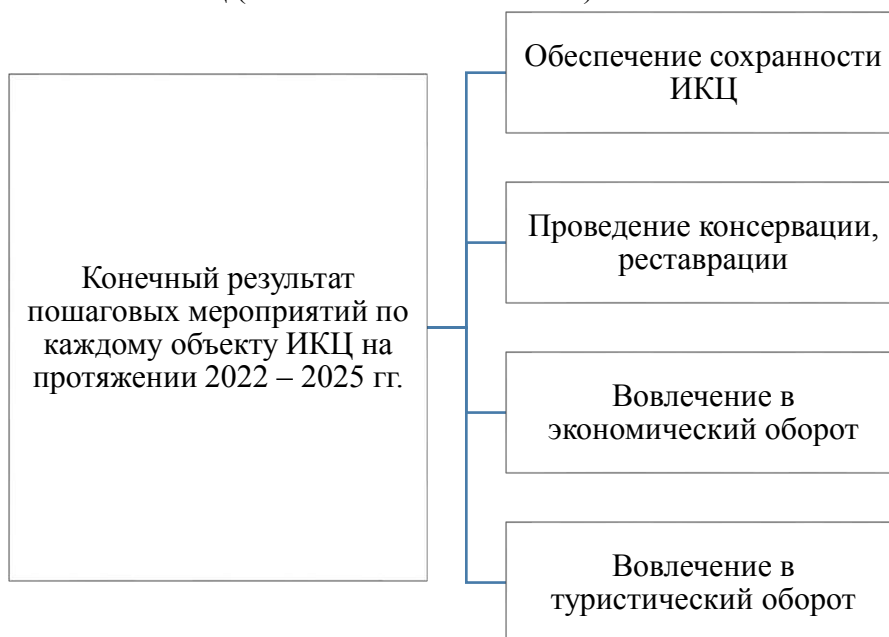 Конечный результат
пошаговых мероприятий по
каждому объекту ИКЦ на
протяжении 2022 – 2025 гг.
Обеспечение сохранности
ИКЦ
Проведение консервации,
реставрации
Вовлечение в
экономический оборот
Вовлечение в
туристический оборот